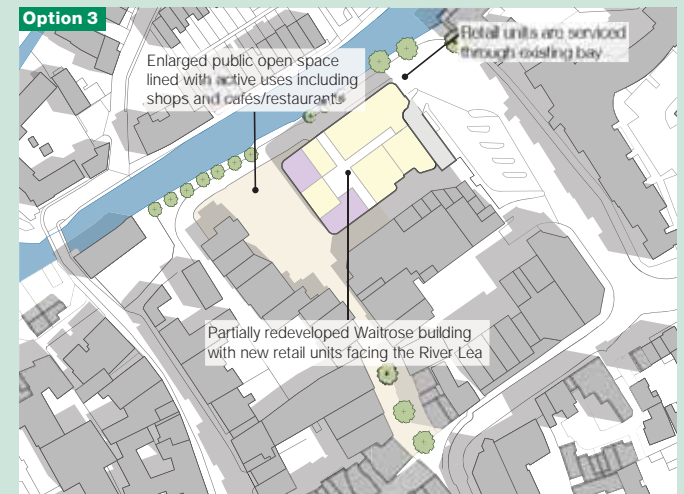 Option 3
Enlarged public open space
lined with active uses including
shops and cafés/restaurants
Retail units are serviced
through existing bay
Partially redeveloped Waitrose building
with new retail units facing the River Lea